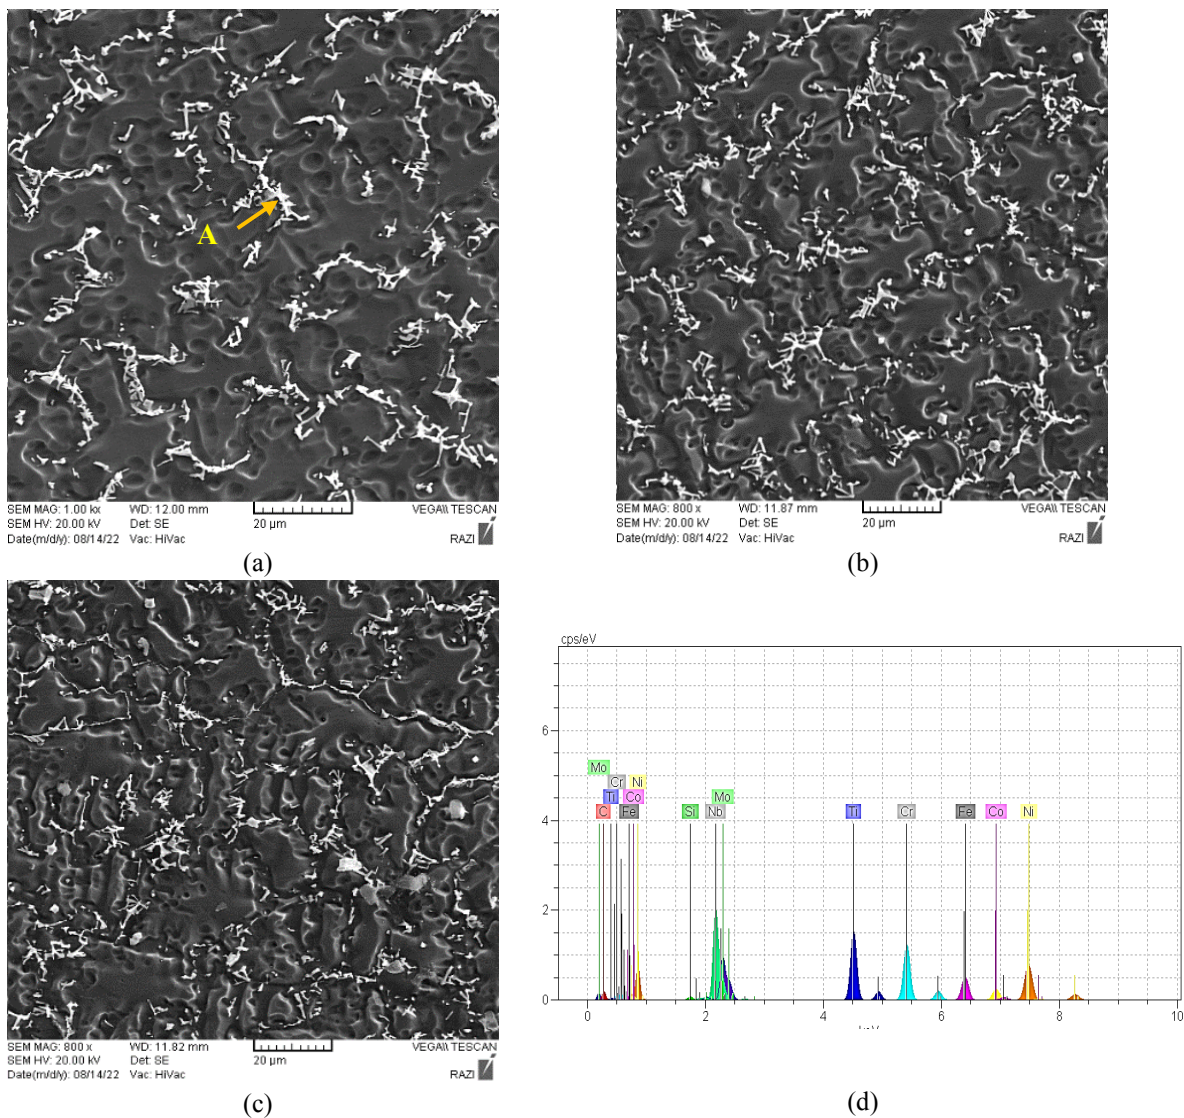 A
SEM MAG: 1.00 kx WD: 12.00 mm VEGA\\ TESCAN
SEM HV: 20.00 kV Det: SE 20 µm
Date(m/d/y): 08/14/22 Vac: HiVac RAZI
(a)
SEM MAG: 800 x WD: 11.87 mm VEGA\\ TESCAN
SEM HV: 20.00 kV Det: SE 20 µm
Date(m/d/y): 08/14/22 Vac: HiVac RAZI
(b)
SEM MAG: 800 x WD: 11.82 mm VEGA\\ TESCAN
SEM HV: 20.00 kV Det: SE 20 µm
Date(m/d/y): 08/14/22 Vac: HiVac RAZI
(c)
cps/eV
6
Mo
Cr Ni
Ti Co Mo
C Fe Si Nb Ti Cr Fe Co Ni
4
2
0
0 2 4 6 8 10
(d)